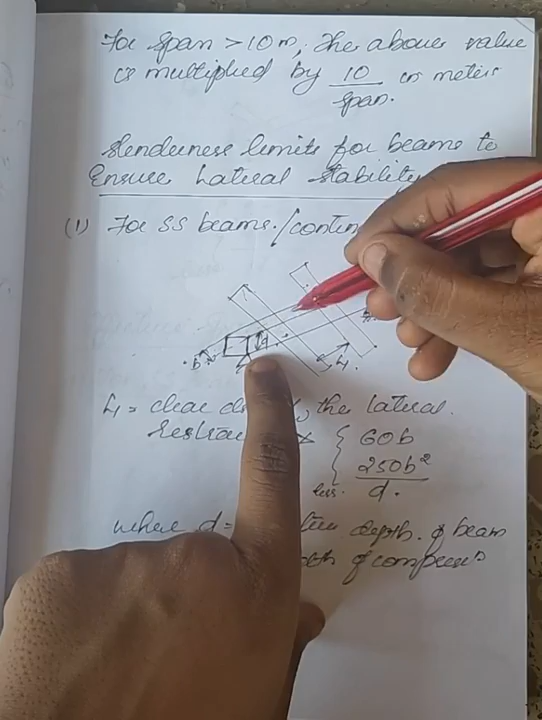 For span > 10m, the above value
is multiplied by 10/span. in meter
Slenderness limits for beams to
Ensure Lateral Stability
(1) For SS beams./contin
b d L1.
L1 = clear the lateral.
60b
less. 250b²/d.
where d = depth. of beam
of compress